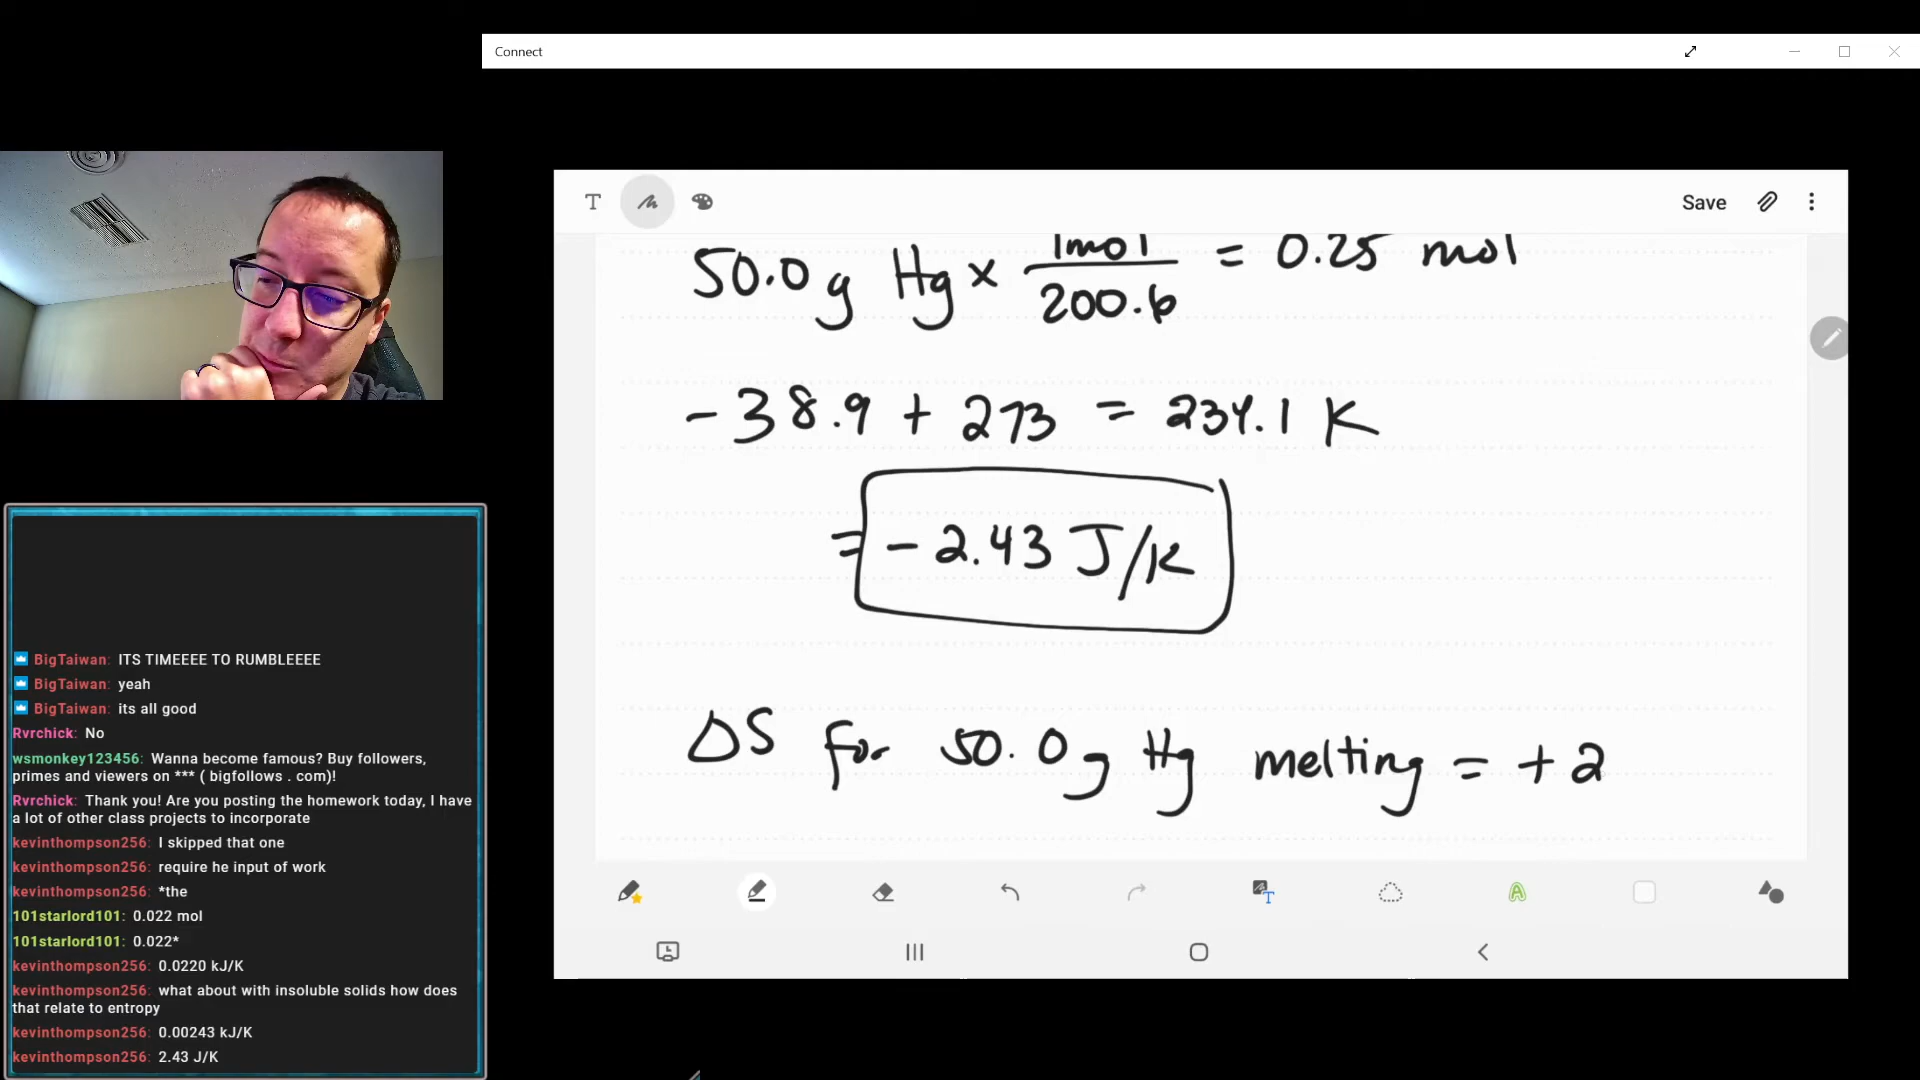 Connect
T
Save
50.0 g Hg x 1mol / 200.6 = 0.25 mol
-38.9 + 273 = 234.1 K
= -2.43 J/K
ΔS for 50.0 g Hg melting = +2
A
BigTaiwan: ITS TIMEEEE TO RUMBLEEEE
BigTaiwan: yeah
BigTaiwan: its all good
Rvrchick: No
wsmonkey123456: Wanna become famous? Buy followers,
primes and viewers on *** ( bigfollows . com)!
Rvrchick: Thank you! Are you posting the homework today, I have
a lot of other class projects to incorporate
kevinthompson256: I skipped that one
kevinthompson256: require he input of work
kevinthompson256: *the
101starlord101: 0.022 mol
101starlord101: 0.022*
kevinthompson256: 0.0220 kJ/K
kevinthompson256: what about with insoluble solids how does
that relate to entropy
kevinthompson256: 0.00243 kJ/K
kevinthompson256: 2.43 J/K